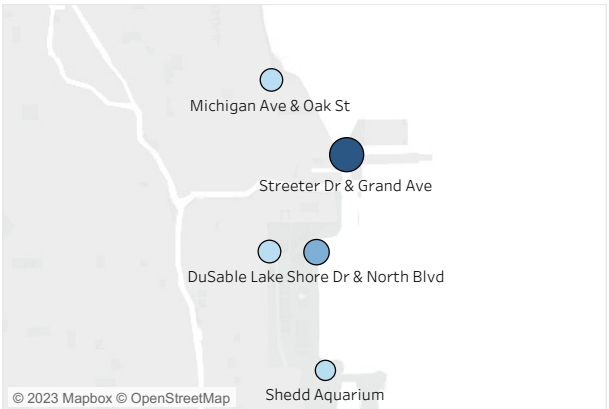 Michigan Ave & Oak St
Streeter Dr & Grand Ave
DuSable Lake Shore Dr & North Blvd
Shedd Aquarium
© 2023 Mapbox © OpenStreetMap